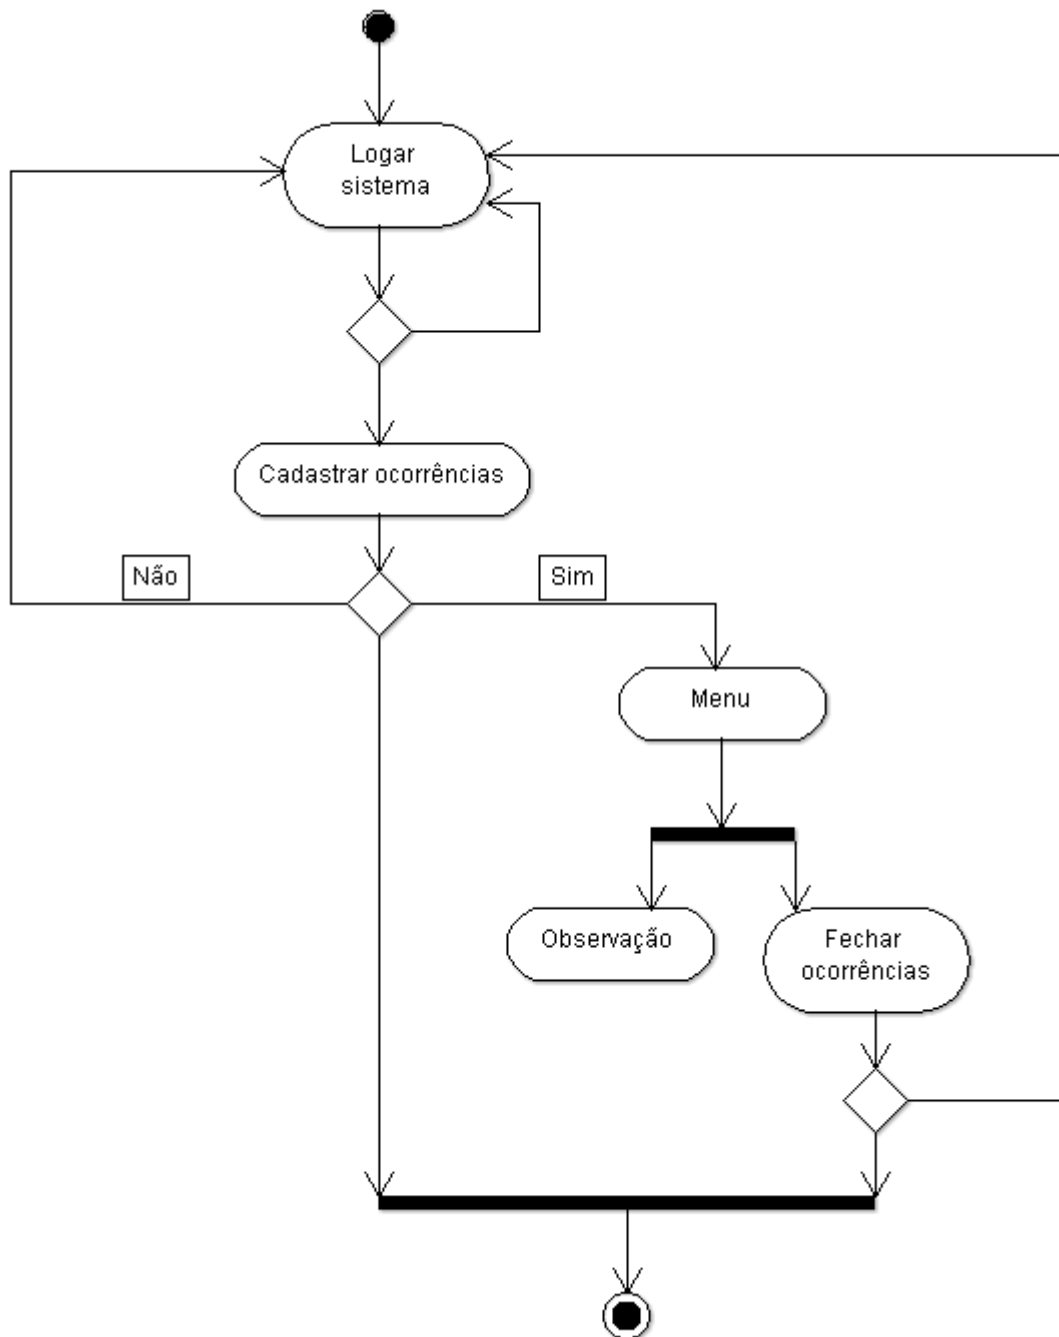 Logar
sistema
Cadastrar ocorrências
Não
Sim
Menu
Observação
Fechar
ocorrências